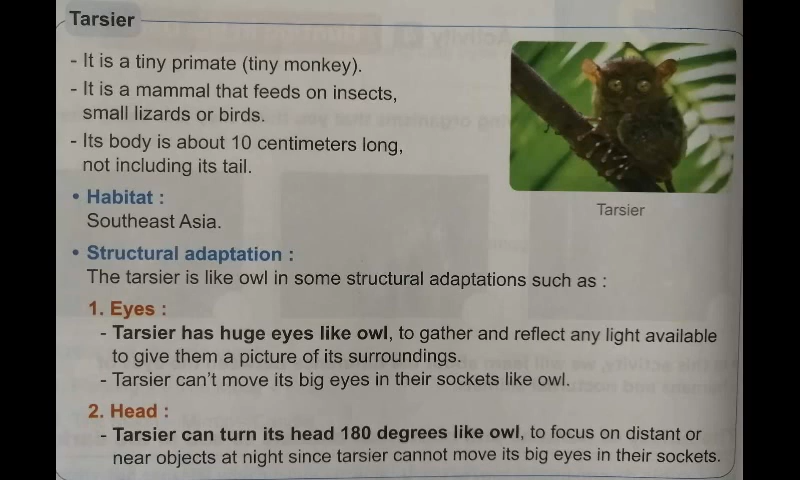 Tarsier
- It is a tiny primate (tiny monkey).
- It is a mammal that feeds on insects,
small lizards or birds.
- Its body is about 10 centimeters long,
not including its tail.
• Habitat :
Southeast Asia.
Tarsier
• Structural adaptation :
The tarsier is like owl in some structural adaptations such as :
1. Eyes :
- Tarsier has huge eyes like owl, to gather and reflect any light available
to give them a picture of its surroundings.
- Tarsier can't move its big eyes in their sockets like owl.
2. Head :
- Tarsier can turn its head 180 degrees like owl, to focus on distant or
near objects at night since tarsier cannot move its big eyes in their sockets.